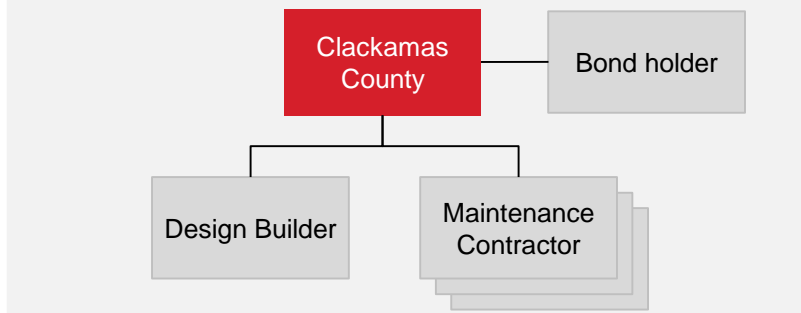 Clackamas
County
Bond holder
Design Builder
Maintenance
Contractor